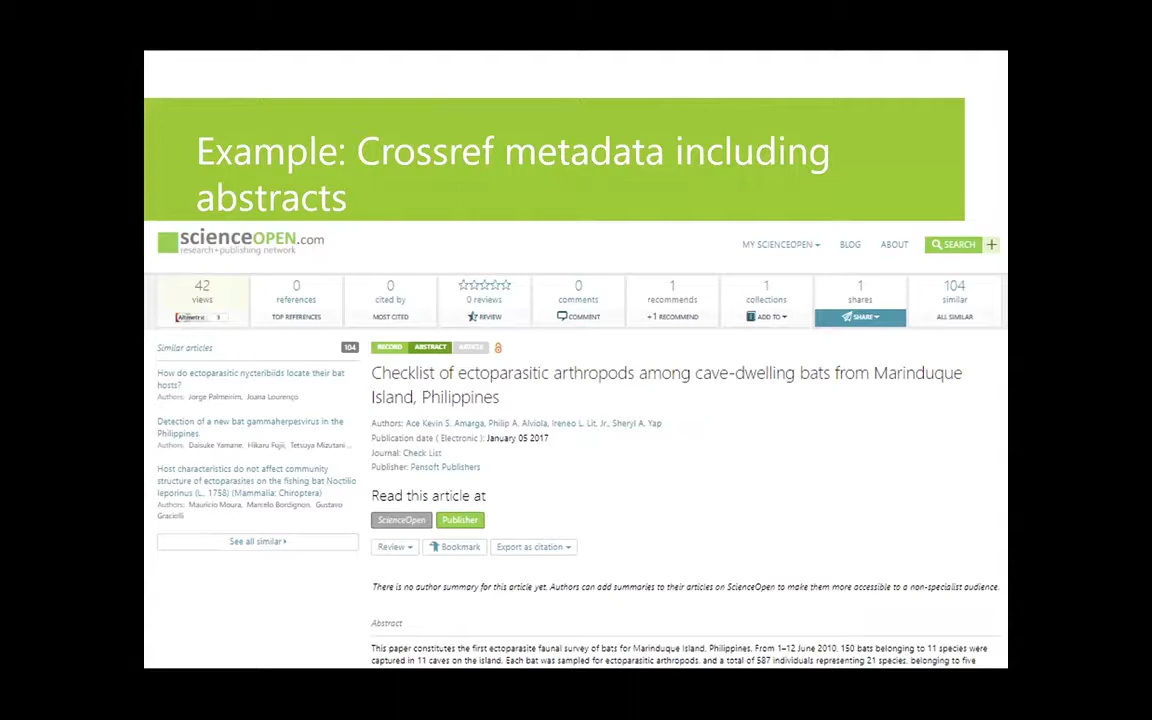 Example: Crossref metadata including
abstracts
scienceOPEN.com
research+publishing network
MY SCIENCEOPEN
BLOG
ABOUT
SEARCH
+
42
views
Altmetric 3
0
references
TOP REFERENCES
0
cited by
MOST CITED
0 reviews
REVIEW
0
comments
COMMENT
1
recommends
+1 RECOMMEND
1
collections
ADD TO
1
shares
SHARE
104
similar
ALL SIMILAR
Similar articles 104
How do ectoparasitic nycteribiids locate their bat
hosts?
Authors: Jorge Palmeirim, Joana Lourenço
Detection of a new bat gammaherpesvirus in the
Philippines
Authors: Daisuke Yamane, Hikaru Fujii, Tetsuya Mizutani ...
Host characteristics do not affect community
structure of ectoparasites on the fishing bat Noctilio
leporinus (L., 1758) (Mammalia: Chiroptera)
Authors: Mauricio Moura, Marcelo Bordignon, Gustavo
Graciolli
See all similar
RECORD ABSTRACT ARTICLE
Checklist of ectoparasitic arthropods among cave-dwelling bats from Marinduque
Island, Philippines
Authors: Ace Kevin S. Amarga, Philip A. Alviola, Ireneo L. Lit, Jr., Sheryl A. Yap
Publication date ( Electronic ): January 05 2017
Journal: Check List
Publisher: Pensoft Publishers
Read this article at
ScienceOpen Publisher
Review Bookmark Export as citation
There is no author summary for this article yet. Authors can add summaries to their articles on ScienceOpen to make them more accessible to a non-specialist audience.
Abstract
This paper constitutes the first ectoparasite faunal survey of bats for Marinduque Island, Philippines. From 1–12 June 2010, 150 bats belonging to 11 species were
captured in 11 caves on the island. Each bat was sampled for ectoparasitic arthropods, and a total of 587 individuals representing 21 species, belonging to five